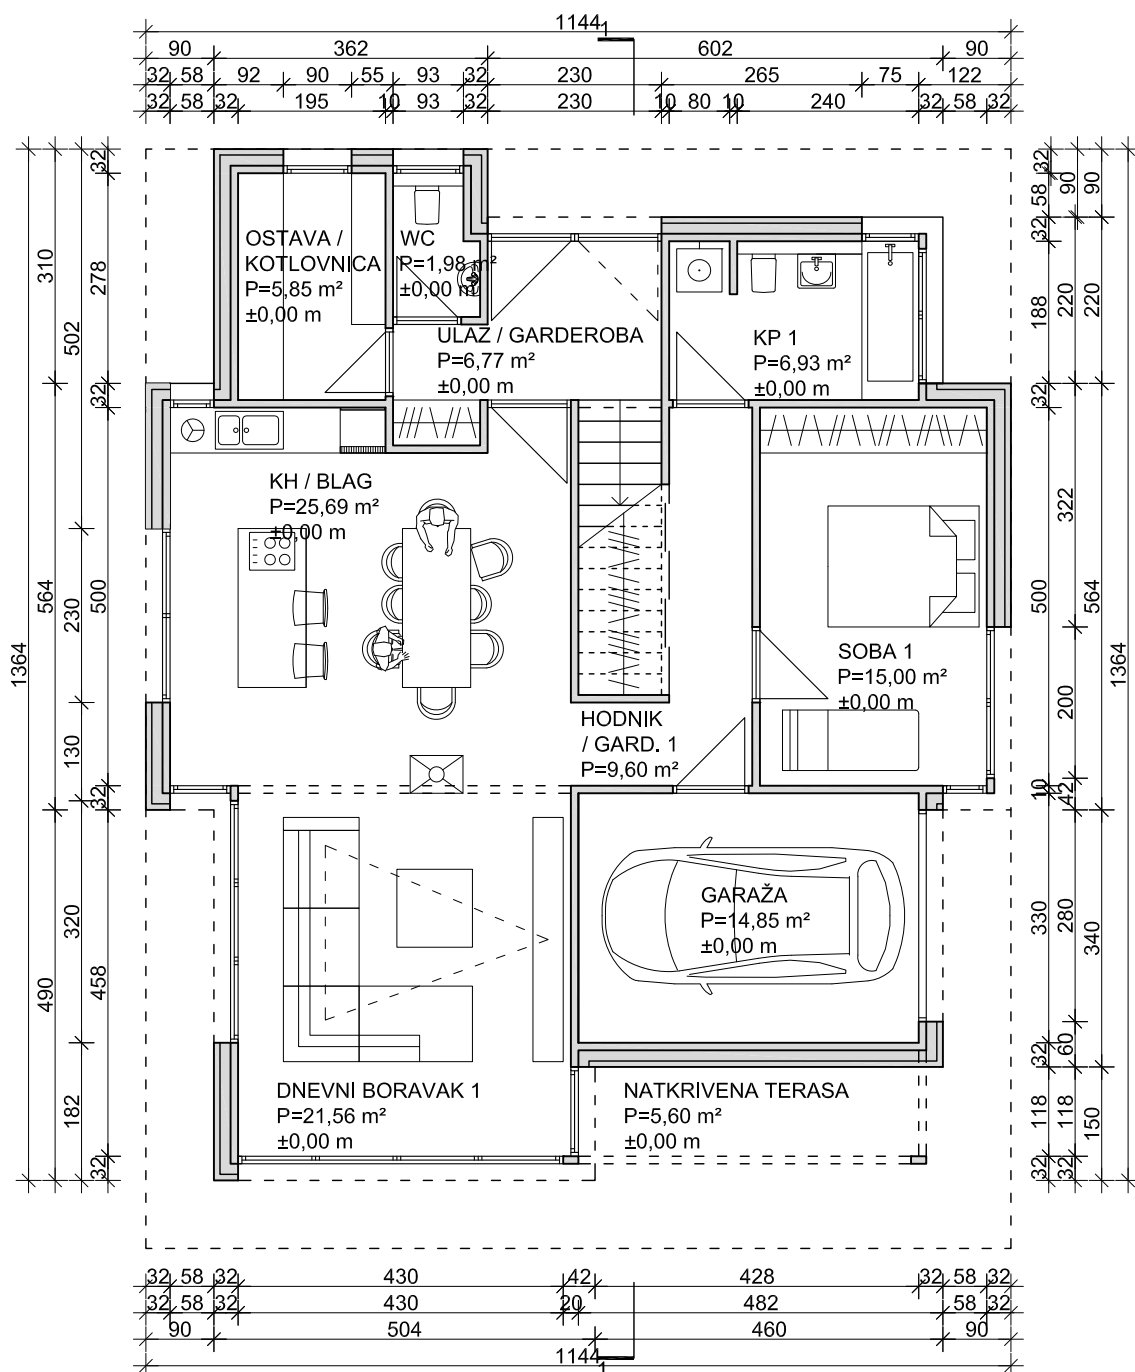 1144
1
90 362 602 90
32 58 92 90 55 93 32 230 265 75 122
32 58 32 195 10 93 32 230 10 80 10 240 32 58 32
1364
310 564 490
502 230 130 320 182
32 278 32 500 32 458 32
32 58 32 188 32 500 10 330 32 118 32
90 220 322 200 42 280 60 118 32
90 220 564 340 150
1364
OSTAVA /
KOTLOVNICA
P=5,85 m²
±0,00 m
WC
P=1,98 m²
±0,00 m
ULAZ / GARDEROBA
P=6,77 m²
±0,00 m
KP 1
P=6,93 m²
±0,00 m
KH / BLAG
P=25,69 m²
±0,00 m
SOBA 1
P=15,00 m²
±0,00 m
HODNIK
/ GARD. 1
P=9,60 m²
GARAŽA
P=14,85 m²
±0,00 m
DNEVNI BORAVAK 1
P=21,56 m²
±0,00 m
NATKRIVENA TERASA
P=5,60 m²
±0,00 m
32 58 32 430 42 428 32 58 32
32 58 32 430 20 482 58 32
90 504 460 90
1144
1